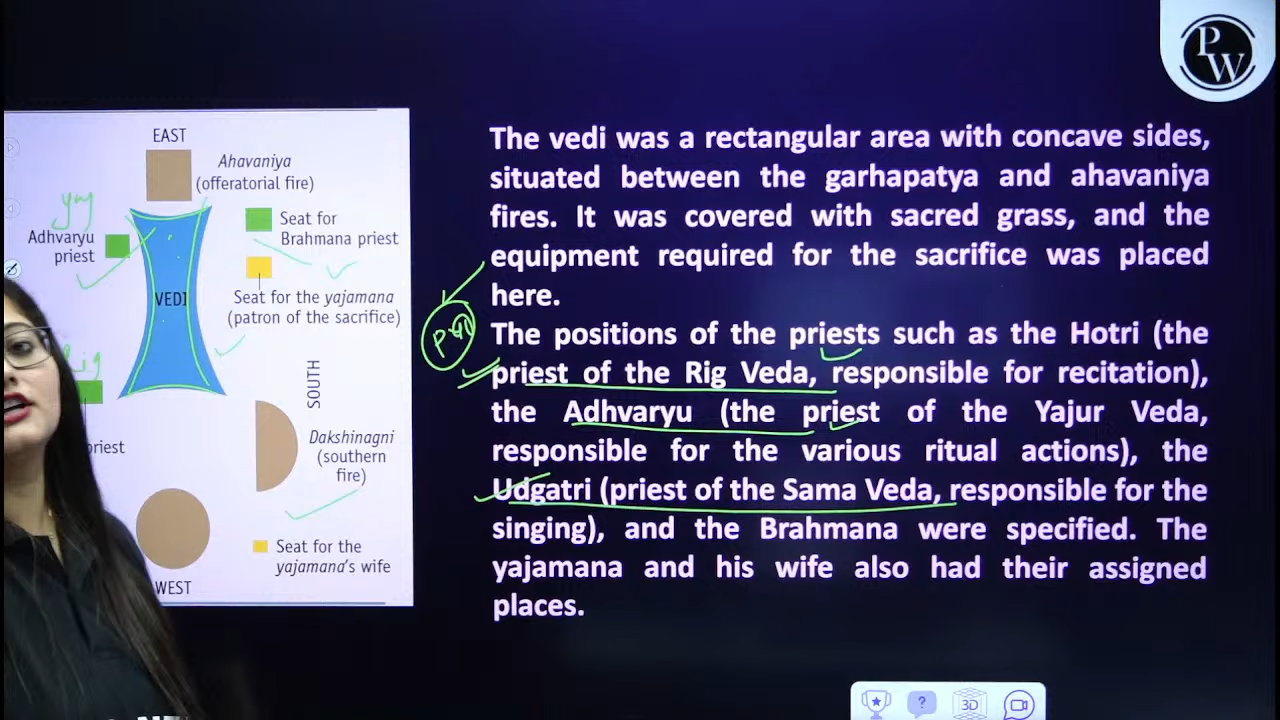 P
W
EAST
Ahavaniya
(offeratorial fire)
yaj
Adhvaryu
priest
Seat for
Brahmana priest
VEDI
Seat for the yajamana
(patron of the sacrifice)
Rig
priest
SOUTH
Dakshinagni
(southern
fire)
Seat for the
yajamana's wife
WEST
The vedi was a rectangular area with concave sides,
situated between the garhapatya and ahavaniya
fires. It was covered with sacred grass, and the
equipment required for the sacrifice was placed
here.
The positions of the priests such as the Hotri (the
priest of the Rig Veda, responsible for recitation),
the Adhvaryu (the priest of the Yajur Veda,
responsible for the various ritual actions), the
Udgatri (priest of the Sama Veda, responsible for the
singing), and the Brahmana were specified. The
yajamana and his wife also had their assigned
places.
?
3D